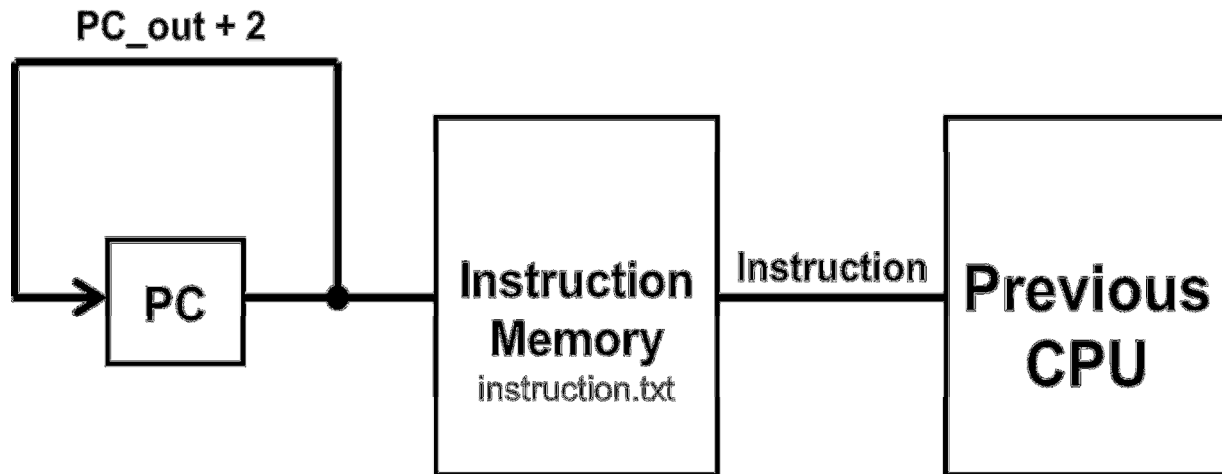 PC_out + 2
PC
Instruction
Memory
instruction.txt
Instruction
Previous
CPU